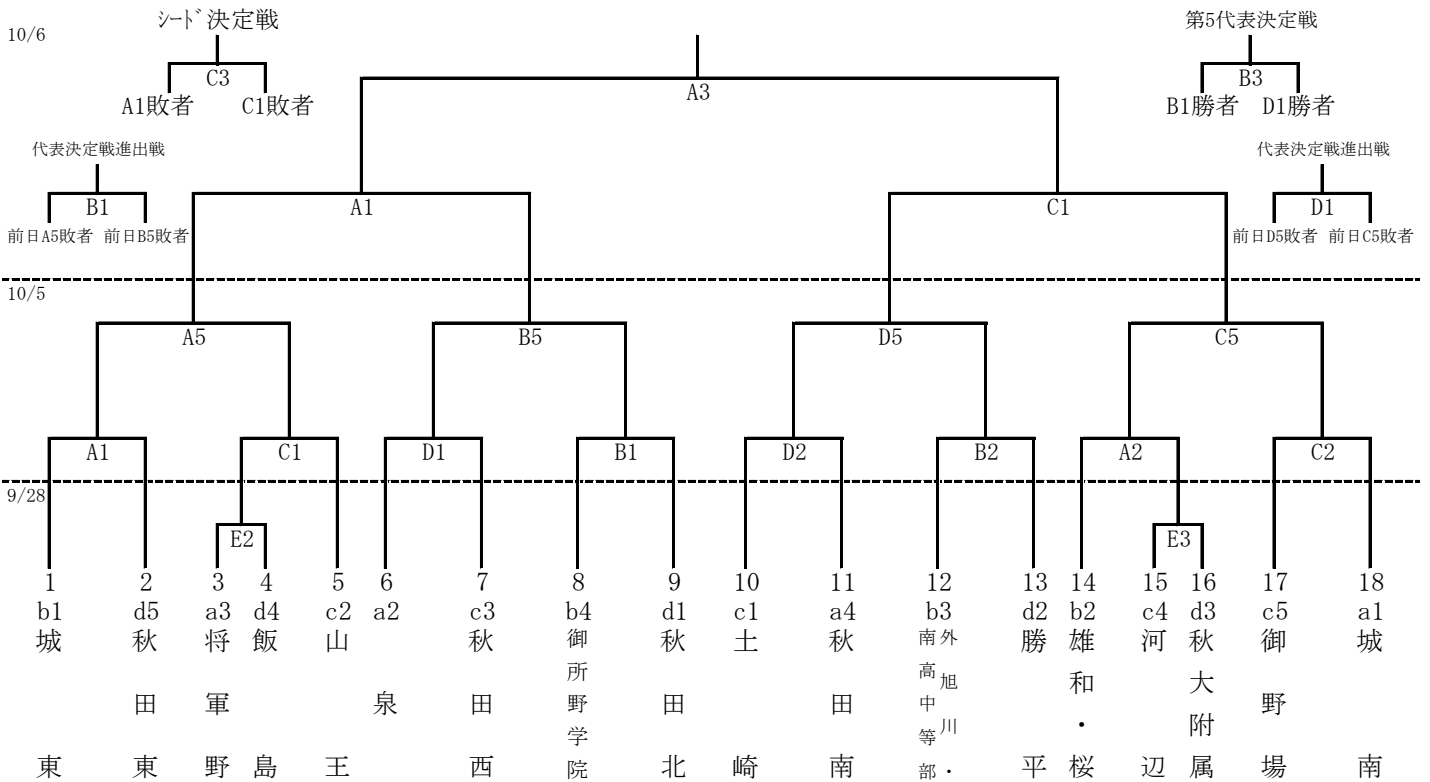 10/6
ｼｰﾄﾞ決定戦
C3
A1敗者 C1敗者
A3
第5代表決定戦
B3
B1勝者 D1勝者
代表決定戦進出戦
B1
前日A5敗者 前日B5敗者
A1
C1
代表決定戦進出戦
D1
前日D5敗者 前日C5敗者
10/5
A5 B5 D5 C5
A1 C1 D1 B1 D2 B2 A2 C2
9/28
E2 E3
1 2 3 4 5 6 7 8 9 10 11 12 13 14 15 16 17 18
b1 d5 a3 d4 c2 a2 c3 b4 d1 c1 a4 b3 d2 b2 c4 d3 c5 a1
城東
秋田東
将軍野
飯島
山王
泉
秋田西
御所野学院
秋田北
土崎
秋田南
外旭川・
南高中等部
勝平
雄和・桜
河辺
秋大附属
御野場
城南